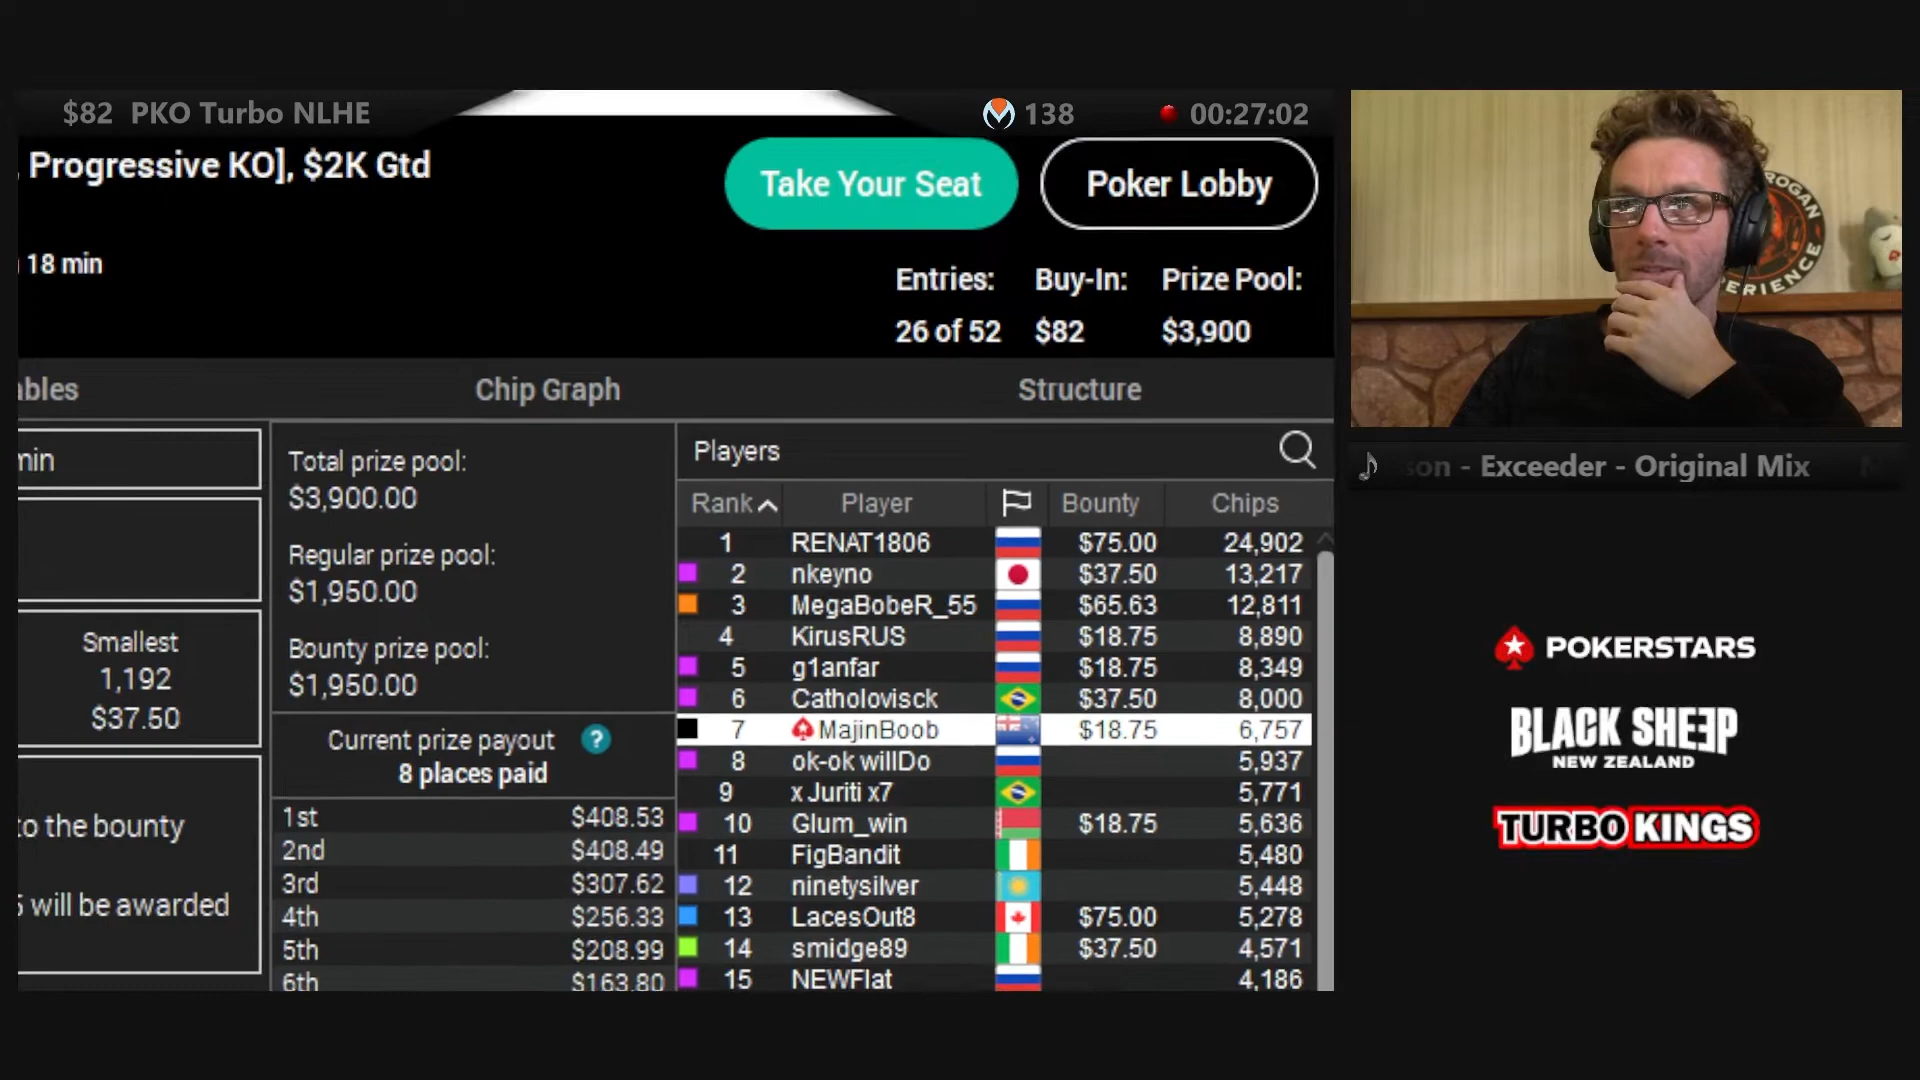 $82 PKO Turbo NLHE
138
00:27:02
, Progressive KO], $2K Gtd
Take Your Seat
Poker Lobby
18 min
Entries: Buy-In: Prize Pool:
26 of 52 $82 $3,900
Chip Graph
Structure
min
Smallest
1,192
$37.50
to the bounty
will be awarded
Total prize pool:
$3,900.00
Regular prize pool:
$1,950.00
Bounty prize pool:
$1,950.00
Current prize payout ?
8 places paid
1st $408.53
2nd $408.49
3rd $307.62
4th $256.33
5th $208.99
6th $163.80
Players
Rank Player Bounty Chips
1 RENAT1806 $75.00 24,902
2 nkeyno $37.50 13,217
3 MegaBobeR_55 $65.63 12,811
4 KirusRUS $18.75 8,890
5 g1anfar $18.75 8,349
6 Catholovisck $37.50 8,000
7 MajinBoob $18.75 6,757
8 ok-ok willDo 5,937
9 x Juriti x7 5,771
10 Glum_win $18.75 5,636
11 FigBandit 5,480
12 ninetysilver 5,448
13 LacesOut8 $75.00 5,278
14 smidge89 $37.50 4,571
15 NEWFlat 4,186
ROGAN
ERIENCE
son - Exceeder - Original Mix
POKERSTARS
BLACK SHEEP
NEW ZEALAND
TURBO KINGS